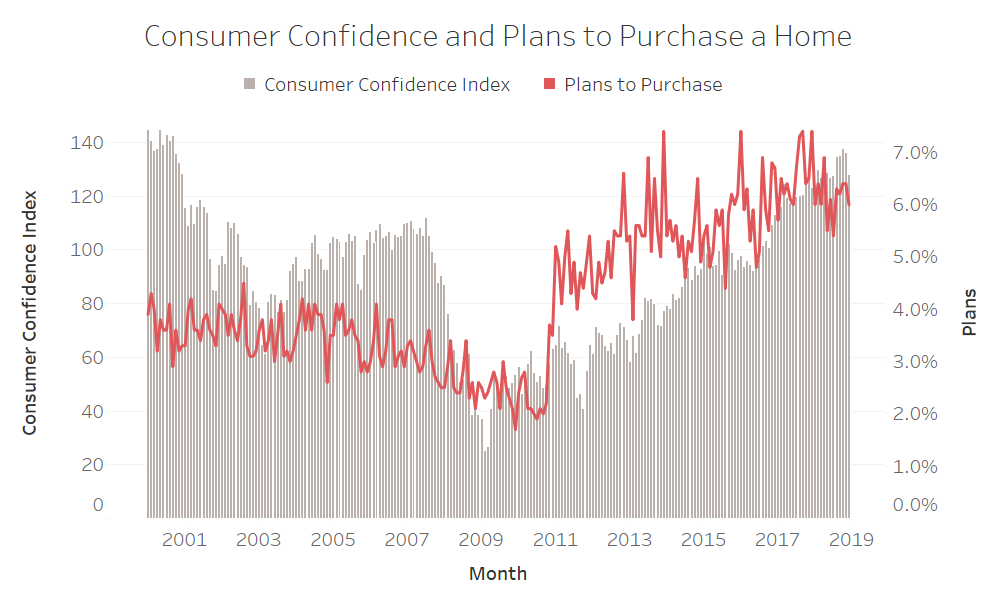 Consumer Confidence and Plans to Purchase a Home
Consumer Confidence Index
Plans to Purchase
Consumer Confidence Index
140
120
100
80
60
40
20
0
7.0%
6.0%
5.0%
4.0%
3.0%
2.0%
1.0%
0.0%
Plans
2001 2003 2005 2007 2009 2011 2013 2015 2017 2019
Month